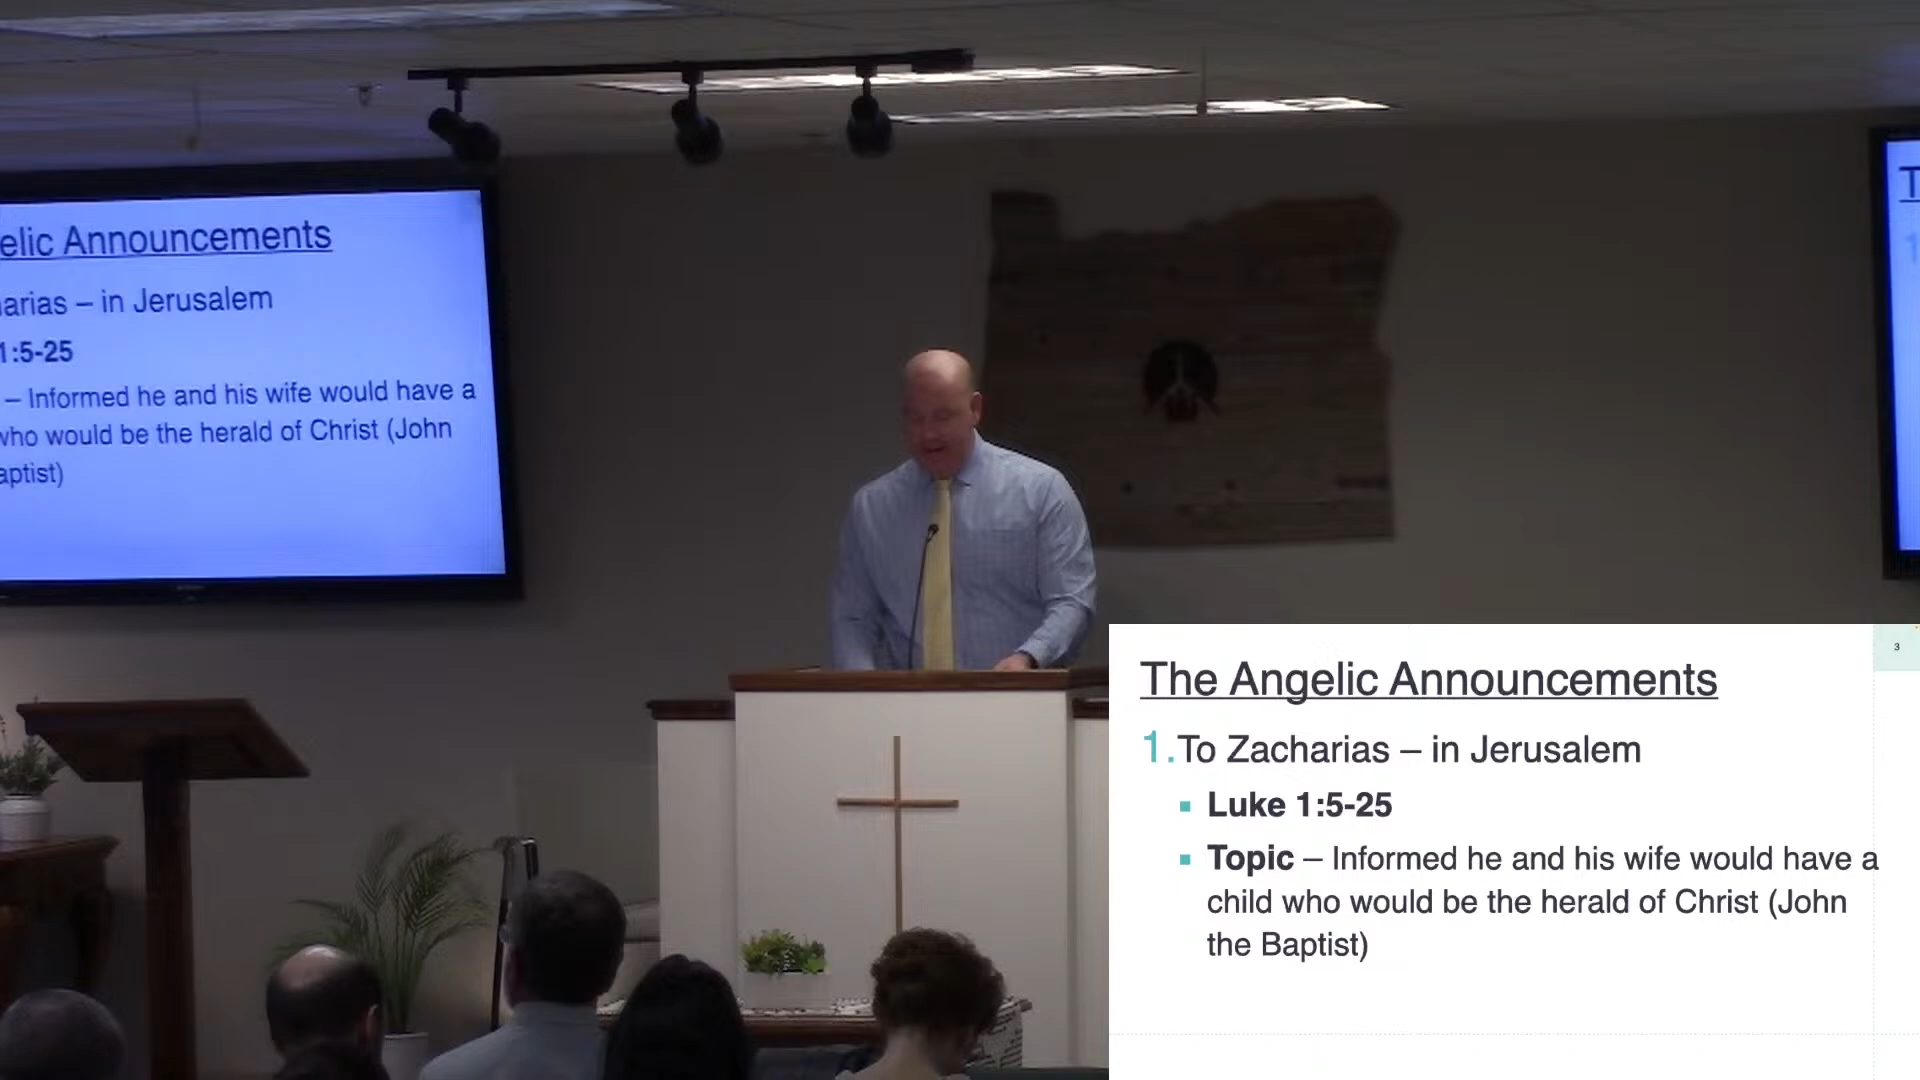 elic Announcements
arias – in Jerusalem
1:5-25
– Informed he and his wife would have a
who would be the herald of Christ (John
aptist)
T
1
3
The Angelic Announcements
1. To Zacharias – in Jerusalem
▪ Luke 1:5-25
▪ Topic – Informed he and his wife would have a
child who would be the herald of Christ (John
the Baptist)